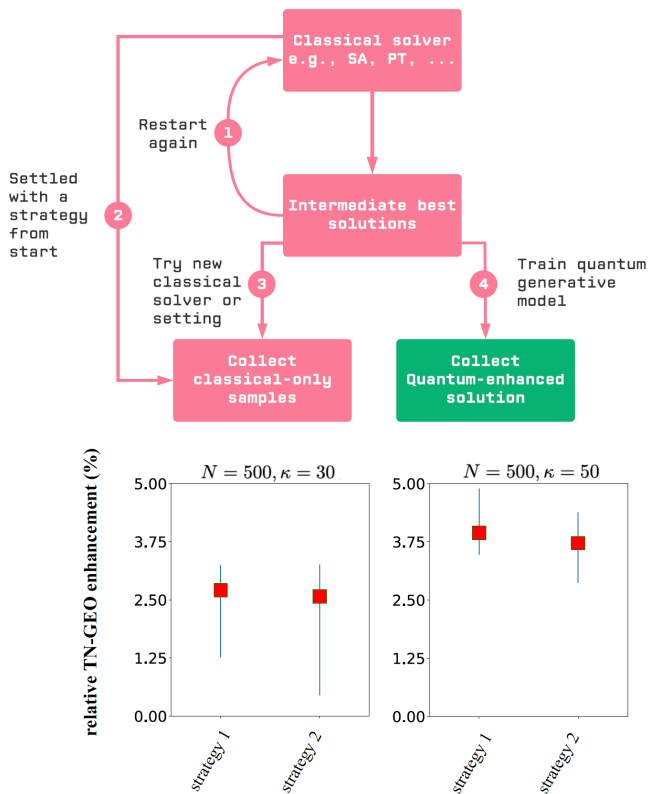 Classical solver
e.g., SA, PT, ...
1
Restart
again
Settled
with a
strategy
from
start
2
Intermediate best
solutions
Try new
classical
solver or
setting
3
4
Train quantum
generative
model
Collect
classical-only
samples
Collect
Quantum-enhanced
solution
relative TN-GEO enhancement (%)
N = 500, κ = 30
5.00
3.75
2.50
1.25
0.00
strategy 1
strategy 2
N = 500, κ = 50
5.00
3.75
2.50
1.25
0.00
strategy 1
strategy 2